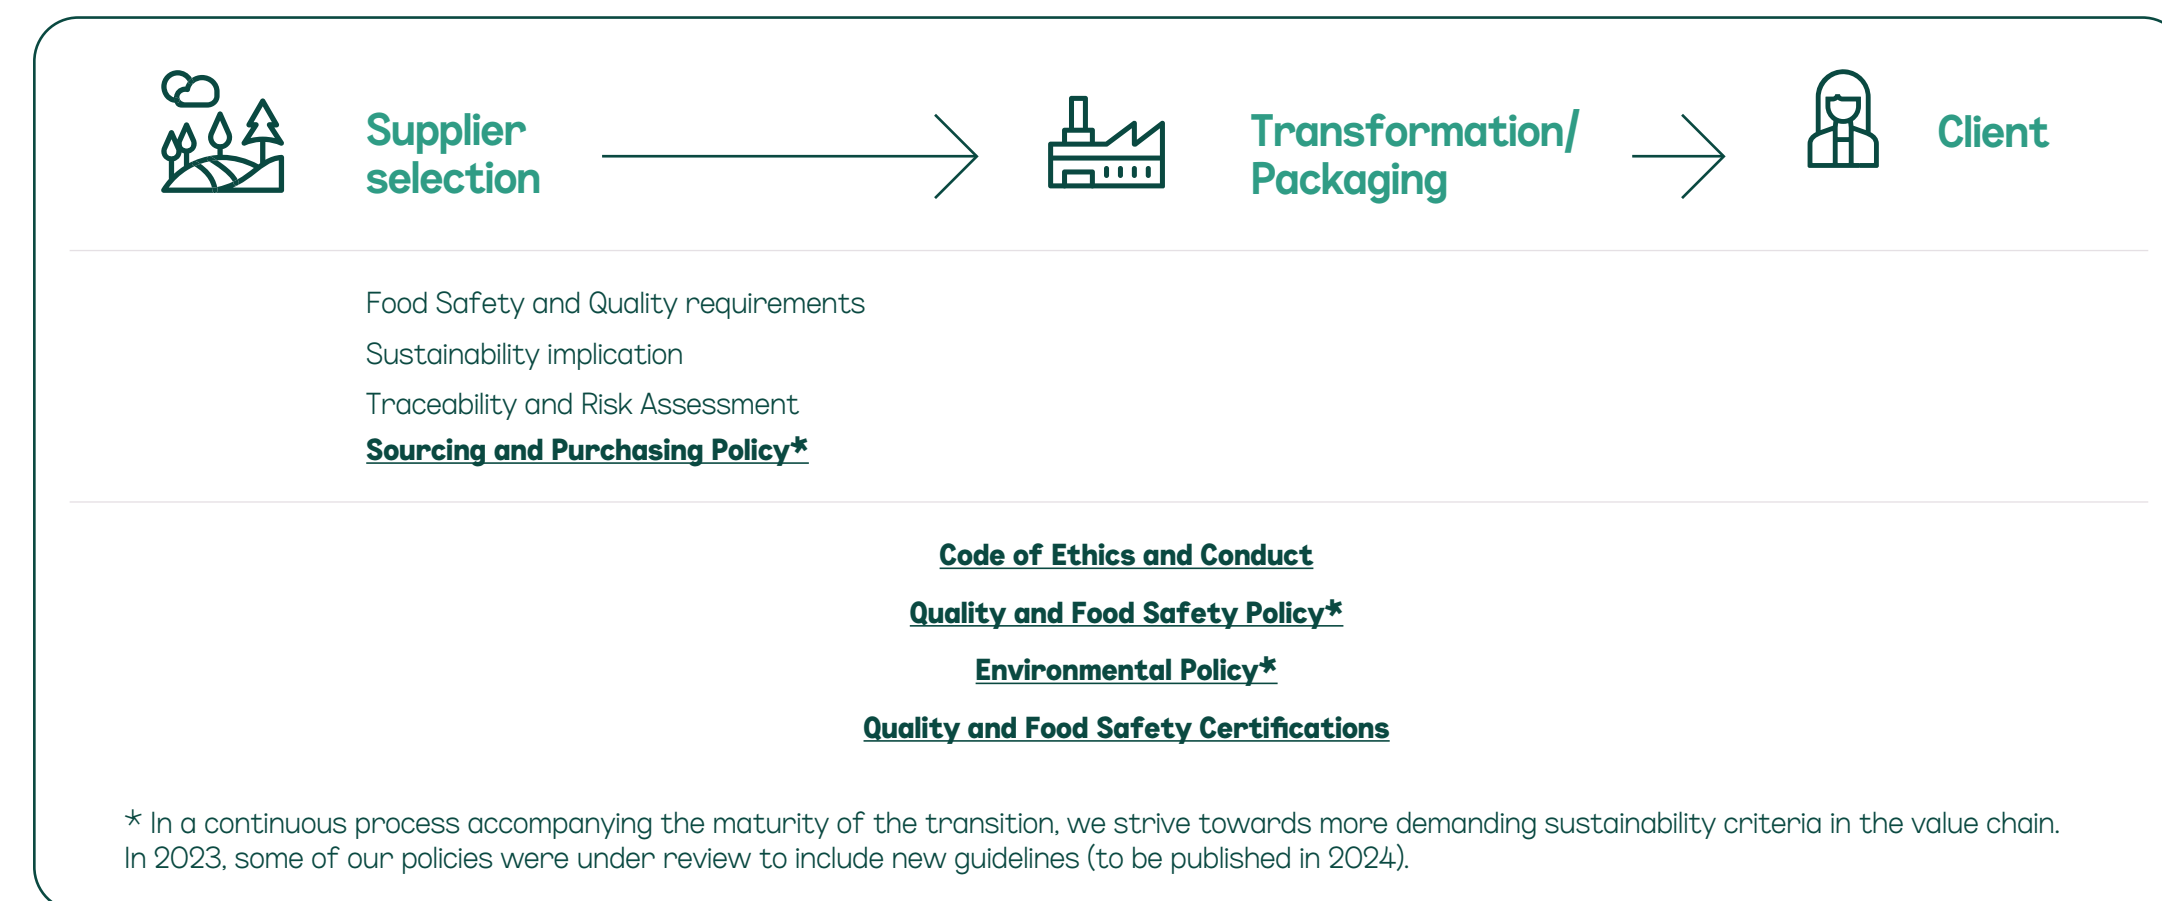 Supplier
selection
Transformation/
Packaging
Client
Food Safety and Quality requirements
Sustainability implication
Traceability and Risk Assessment
Sourcing and Purchasing Policy*
Code of Ethics and Conduct
Quality and Food Safety Policy*
Environmental Policy*
Quality and Food Safety Certifications
* In a continuous process accompanying the maturity of the transition, we strive towards more demanding sustainability criteria in the value chain.
In 2023, some of our policies were under review to include new guidelines (to be published in 2024).